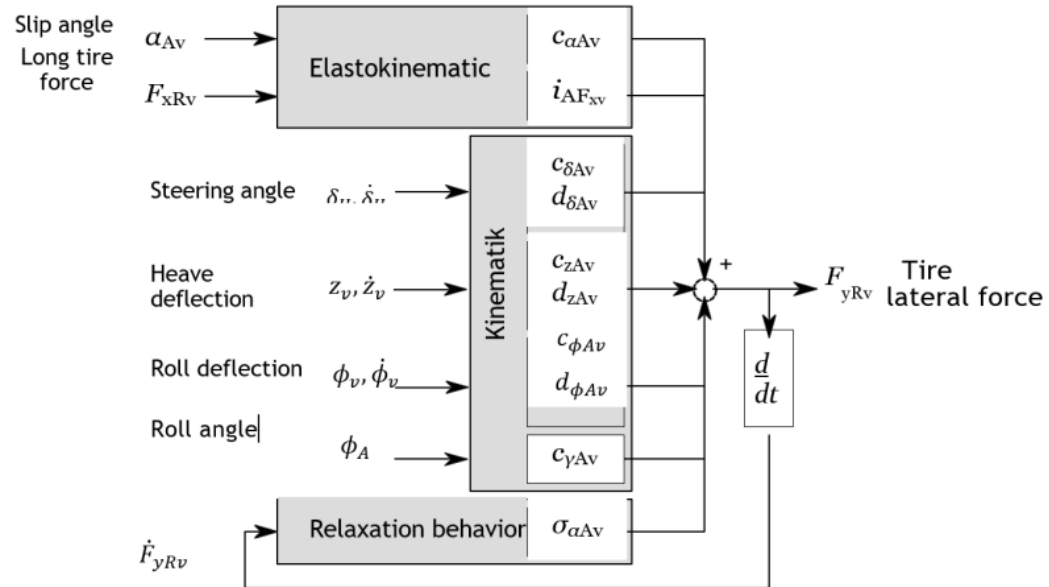 Slip angle
α_Av
Long tire
force
F_xRv
Elastokinematic
c_αAv
i_AF_xv
Steering angle
Kinematik
c_δAv
d_δAv
Heave
deflection
z_v, ż_v
c_zAv
d_zAv
+
F_yRv
Tire
lateral force
Roll deflection
ϕ_v, ϕ̇_v
c_ϕAv
d_ϕAv
d
dt
Roll angle
ϕ_A
c_γAv
Relaxation behavior
σ_αAv
Ḟ_yRv